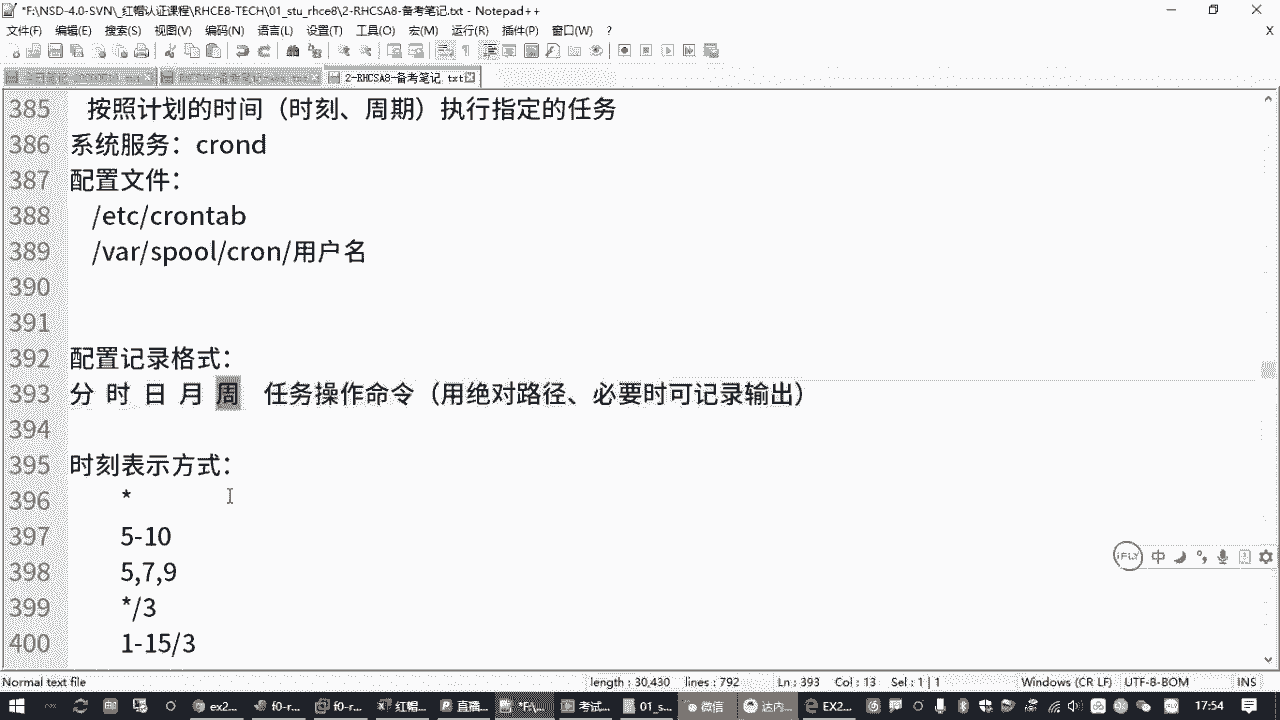 *F:\NSD-4.0-SVN\_红帽认证课程\RHCE8-TECH\01_stu_rhce8\2-RHCSA8-备考笔记.txt - Notepad++
文件(F) 编辑(E) 搜索(S) 视图(V) 编码(N) 语言(L) 设置(T) 工具(O) 宏(M) 运行(R) 插件(P) 窗口(W) ? X
2-RHCSA8-备考笔记.txt
385 按照计划的时间（时刻、周期）执行指定的任务
386 系统服务：crond
387 配置文件：
388 /etc/crontab
389 /var/spool/cron/用户名
390
391
392 配置记录格式：
393 分 时 日 月 周 任务操作命令（用绝对路径、必要时可记录输出）
394
395 时刻表示方式：
396 *
397 5-10
398 5,7,9
399 */3
400 1-15/3
iFLY 中
Normal text file length : 30,430 lines : 792 Ln : 393 Col : 13 Sel : 1 | 1 Windows (CR LF) UTF-8-BOM INS
ex2... f0-r... f0-r... 红帽... 直播... *F:\... 考试... 01_s... 微信 达内... EX2... 17:54